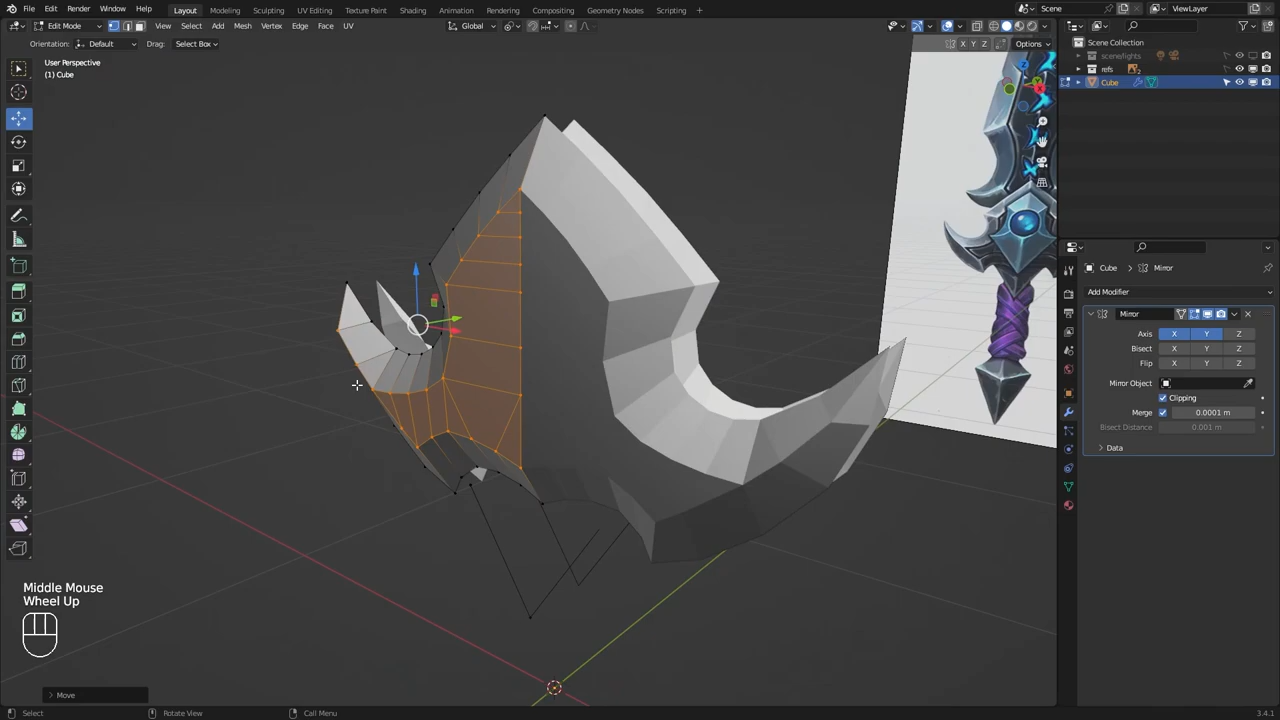 File Edit Render Window Help Layout Modeling Sculpting UV Editing Texture Paint Shading Animation Rendering Compositing Geometry Nodes Scripting + Scene ViewLayer
Edit Mode View Select Add Mesh Vertex Edge Face UV Global
Orientation: Default Drag: Select Box X Y Z Options
User Perspective
(1) Cube
Scene Collection
scene/lights
refs 2
Cube
Cube > Mirror
Add Modifier
Mirror
Axis X Y Z
Bisect X Y Z
Flip X Y Z
Mirror Object
Clipping
Merge 0.0001 m
Bisect Distance 0.001 m
Data
Middle Mouse
Wheel Up
Move
Select Rotate View Call Menu 3.4.1